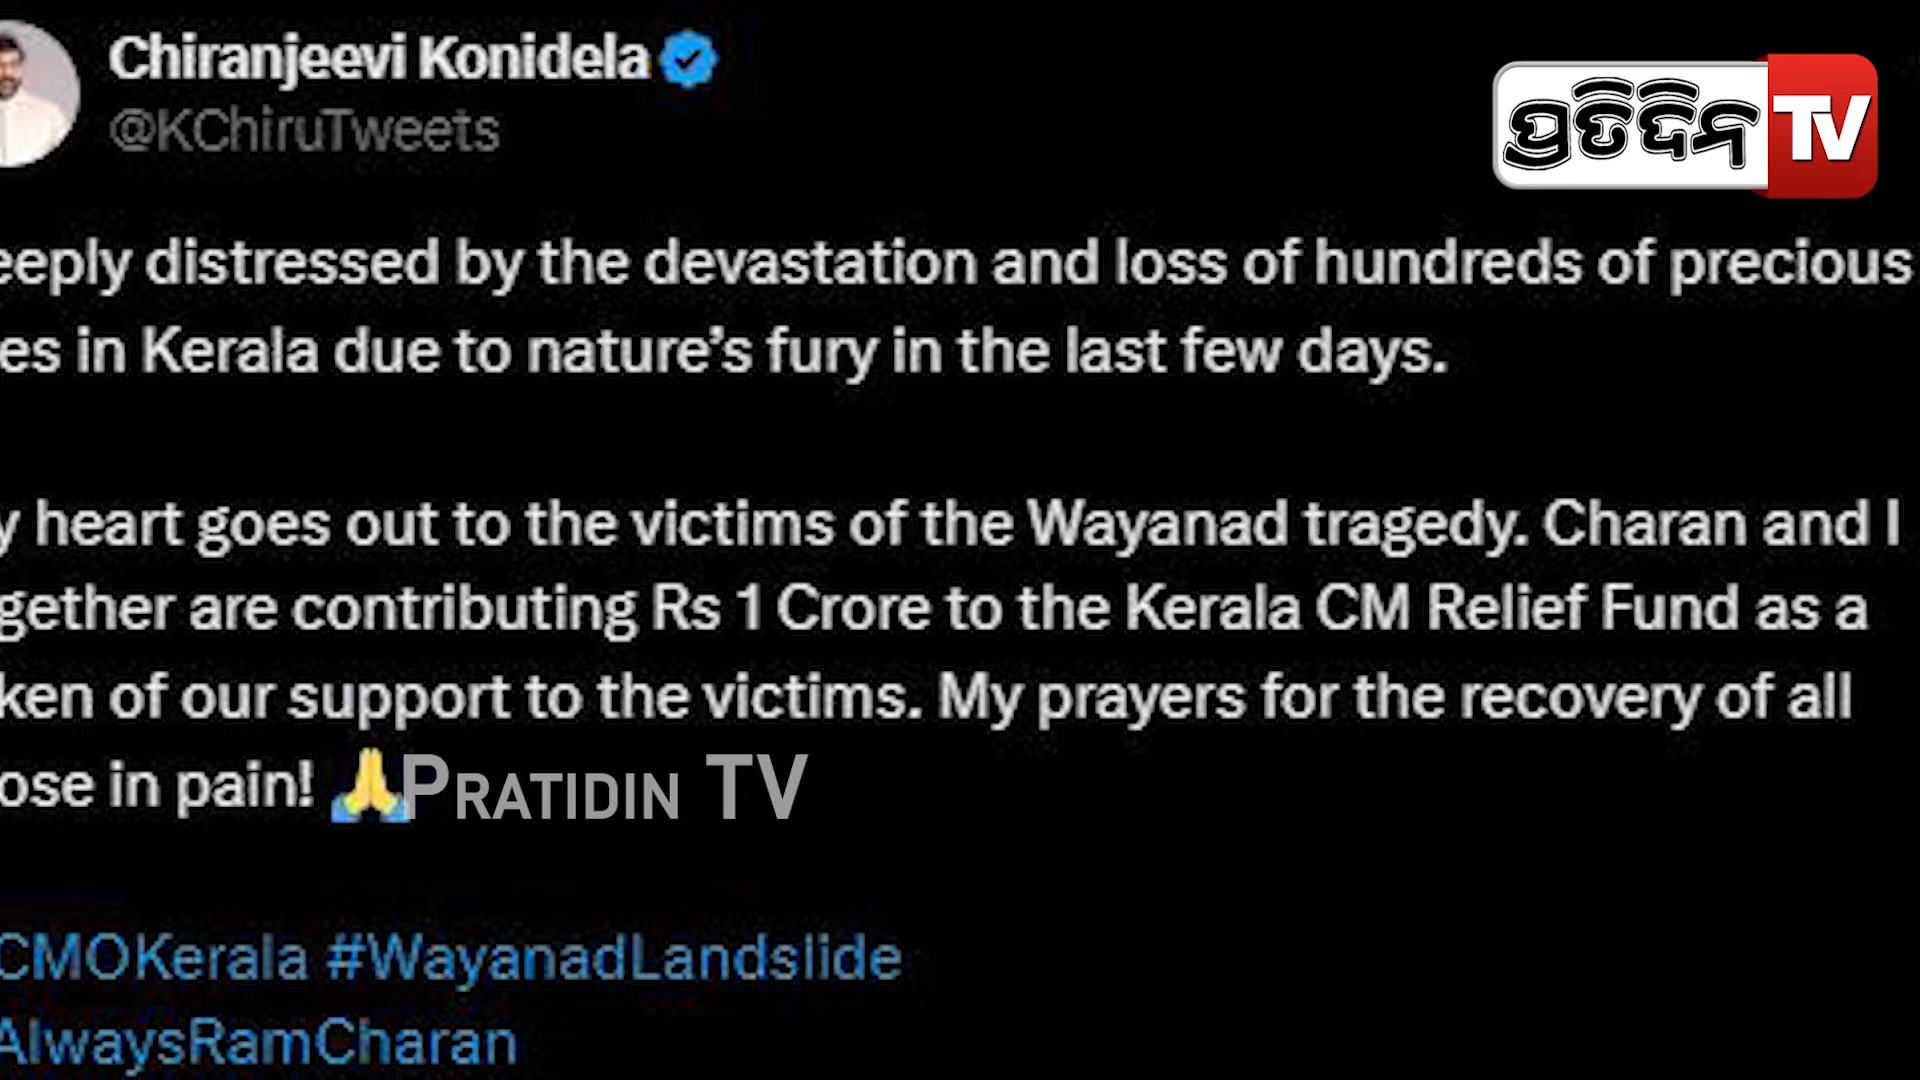 Chiranjeevi Konidela
@KChiruTweets
ପ୍ରତିଦିନ TV
eeply distressed by the devastation and loss of hundreds of precious
es in Kerala due to nature’s fury in the last few days.
y heart goes out to the victims of the Wayanad tragedy. Charan and I
gether are contributing Rs 1 Crore to the Kerala CM Relief Fund as a
ken of our support to the victims. My prayers for the recovery of all
ose in pain! 🙏
PRATIDIN TV
CMOKerala #WayanadLandslide
AlwaysRamCharan